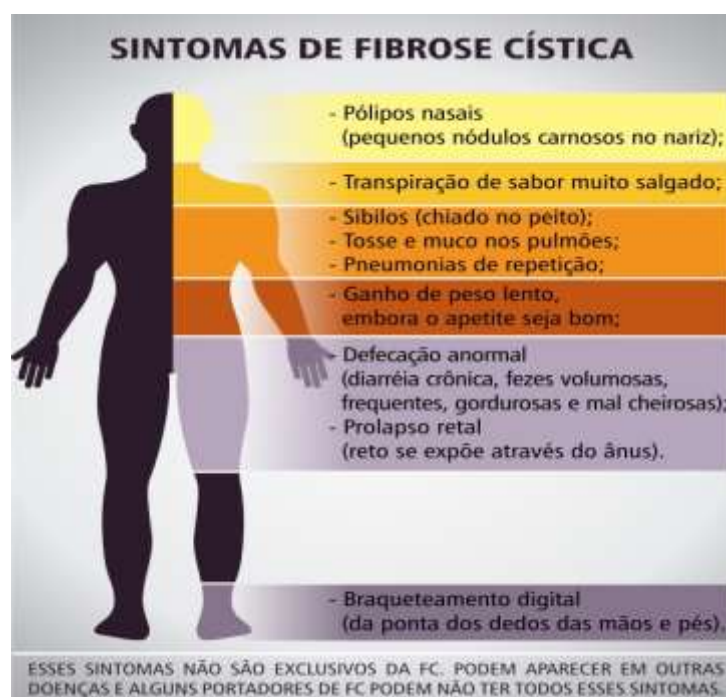 SINTOMAS DE FIBROSE CÍSTICA
- Pólipos nasais
(pequenos nódulos carnosos no nariz);
- Transpiração de sabor muito salgado;
- Sibilos (chiado no peito);
- Tosse e muco nos pulmões;
- Pneumonias de repetição;
- Ganho de peso lento,
embora o apetite seja bom;
- Defecação anormal
(diarréia crônica, fezes volumosas,
frequentes, gordurosas e mal cheirosas);
- Prolapso retal
(reto se expõe através do ânus).
- Braqueteamento digital
(da ponta dos dedos das mãos e pés).
ESSES SINTOMAS NÃO SÃO EXCLUSIVOS DA FC. PODEM APARECER EM OUTRAS
DOENÇAS E ALGUNS PORTADORES DE FC PODEM NÃO TER TODOS ESSES SINTOMAS.